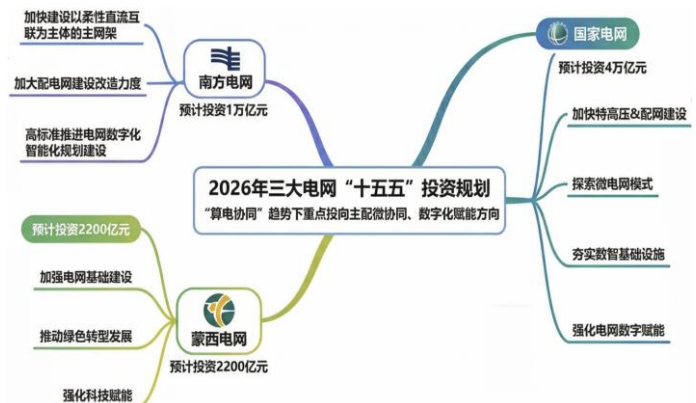 2026年三大电网“十五五”投资规划
“算电协同”趋势下重点投向主配微协同、数字化赋能方向
南方电网
预计投资1万亿元
加快建设以柔性直流互
联为主体的主网架
加大配电网建设改造力度
高标准推进电网数字化
智能化规划建设
国家电网
预计投资4万亿元
加快特高压&配网建设
探索微电网模式
夯实数智基础设施
强化电网数字赋能
蒙西电网
预计投资2200亿元
预计投资2200亿元
加强电网基础建设
推动绿色转型发展
强化科技赋能